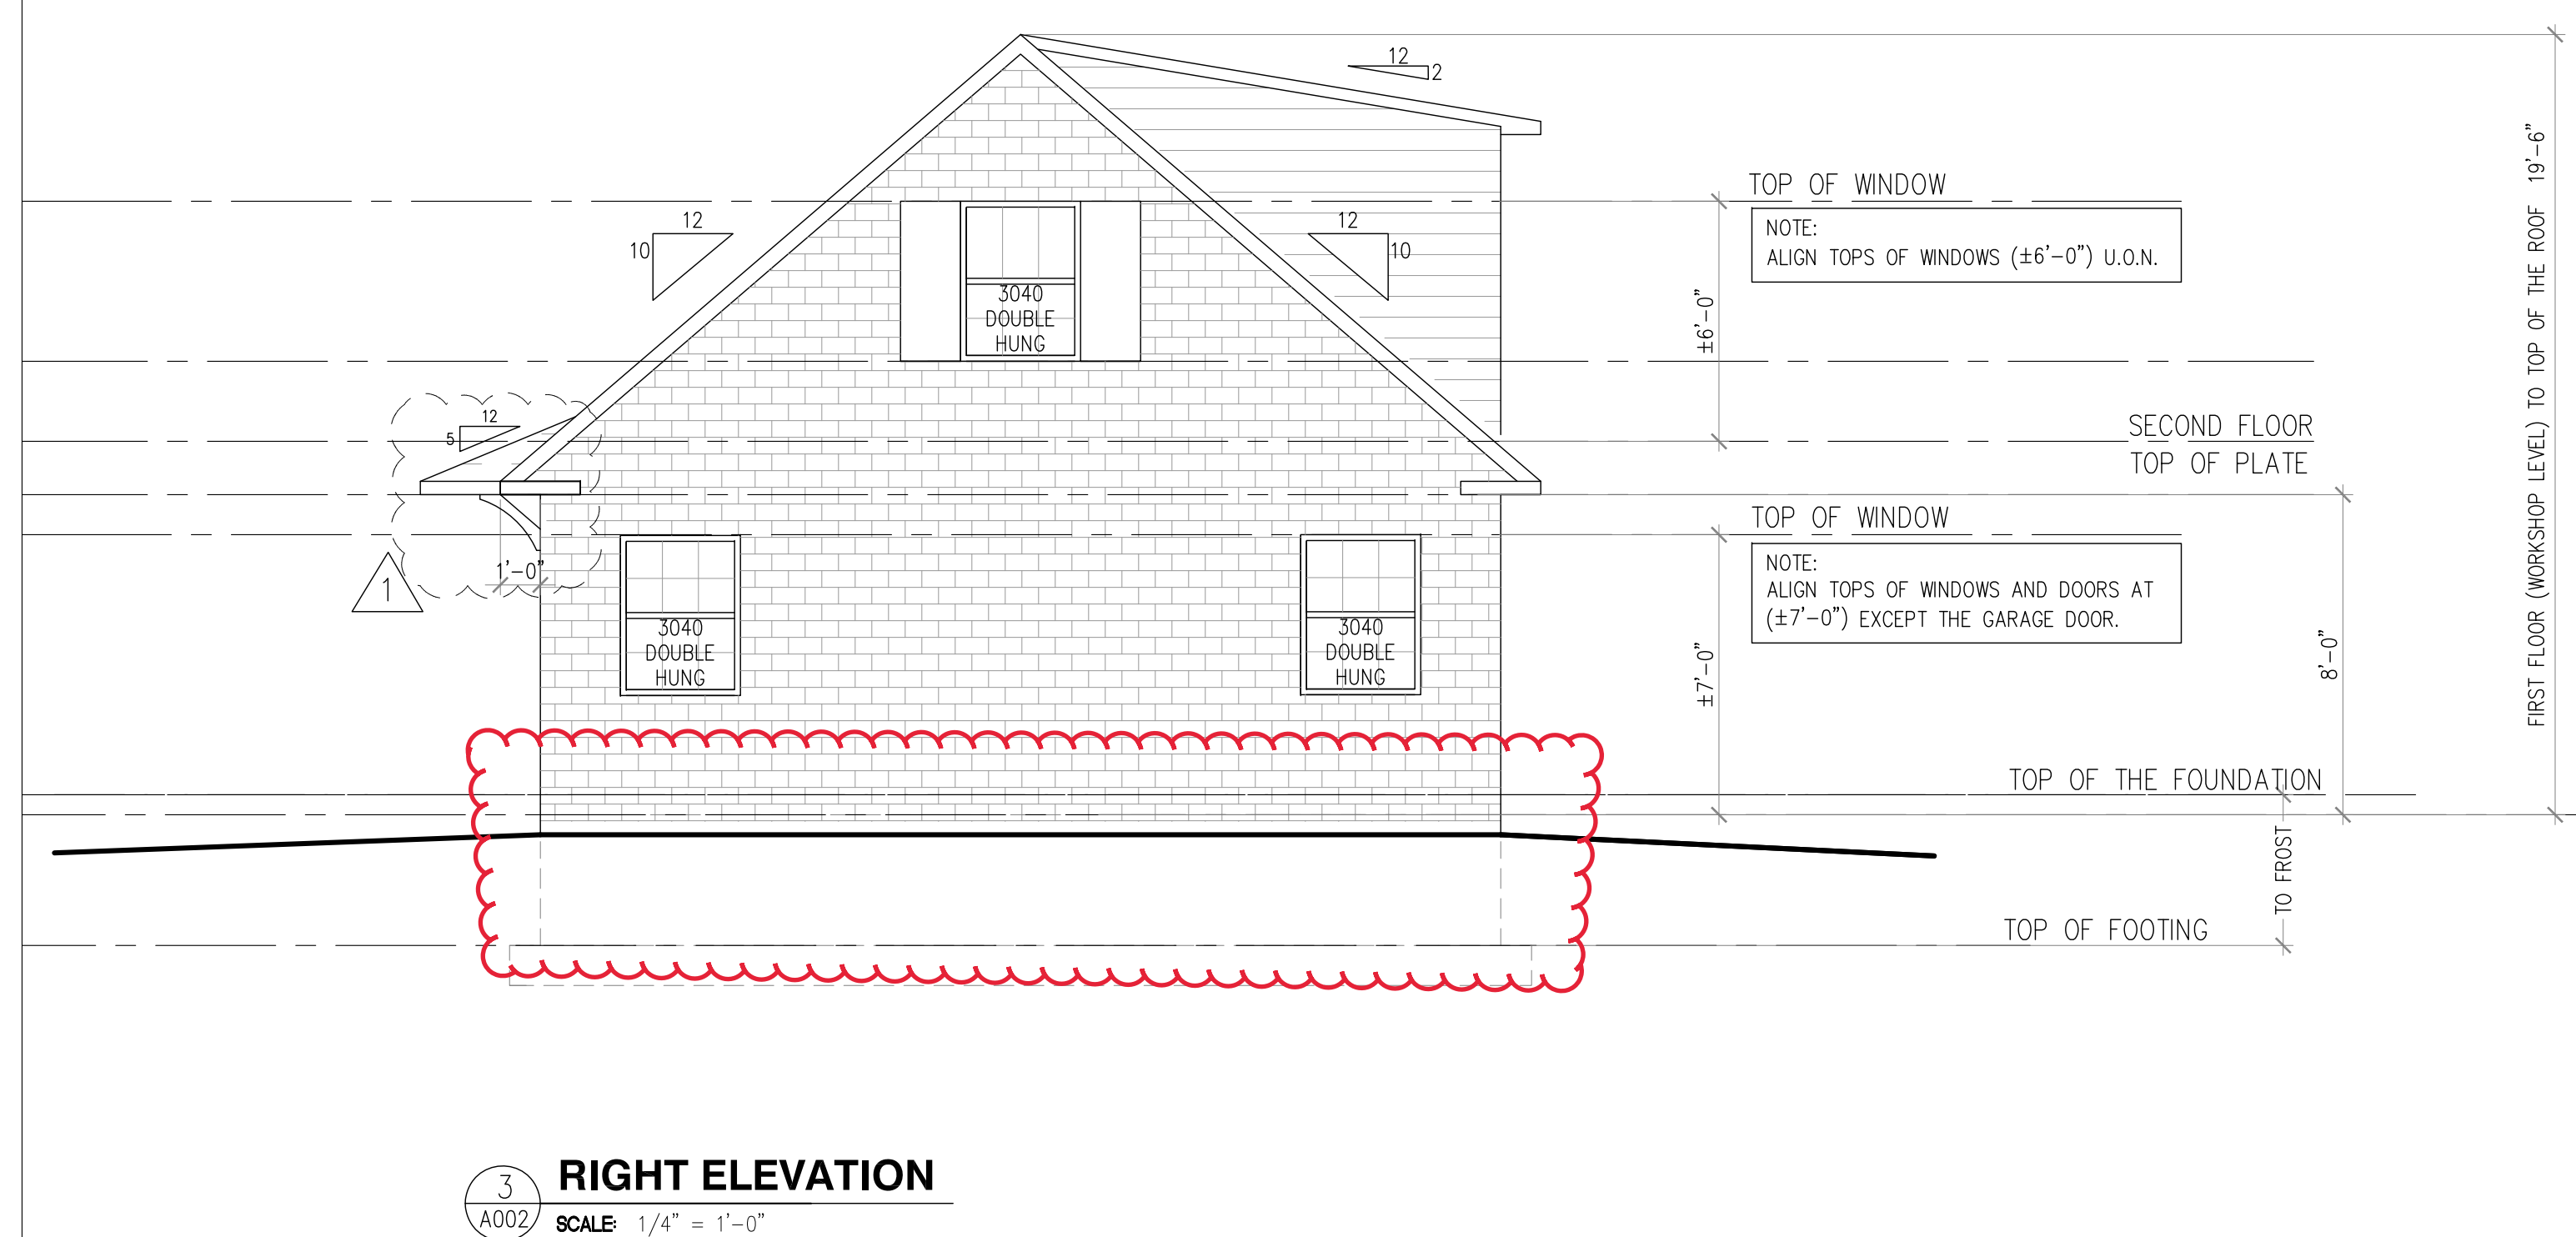 12
2
TOP OF WINDOW
NOTE:
ALIGN TOPS OF WINDOWS (±6'-0") U.O.N.
12
10
12
10
3040
DOUBLE
HUNG
±6'-0"
FIRST FLOOR (WORKSHOP LEVEL) TO TOP OF THE ROOF 19'-6"
12
5
SECOND FLOOR
TOP OF PLATE
TOP OF WINDOW
NOTE:
ALIGN TOPS OF WINDOWS AND DOORS AT
(±7'-0") EXCEPT THE GARAGE DOOR.
1'-0"
1
3040
DOUBLE
HUNG
3040
DOUBLE
HUNG
±7'-0"
8'-0"
TOP OF THE FOUNDATION
TO FROST
TOP OF FOOTING
3
A002
RIGHT ELEVATION
SCALE: 1/4" = 1'-0"